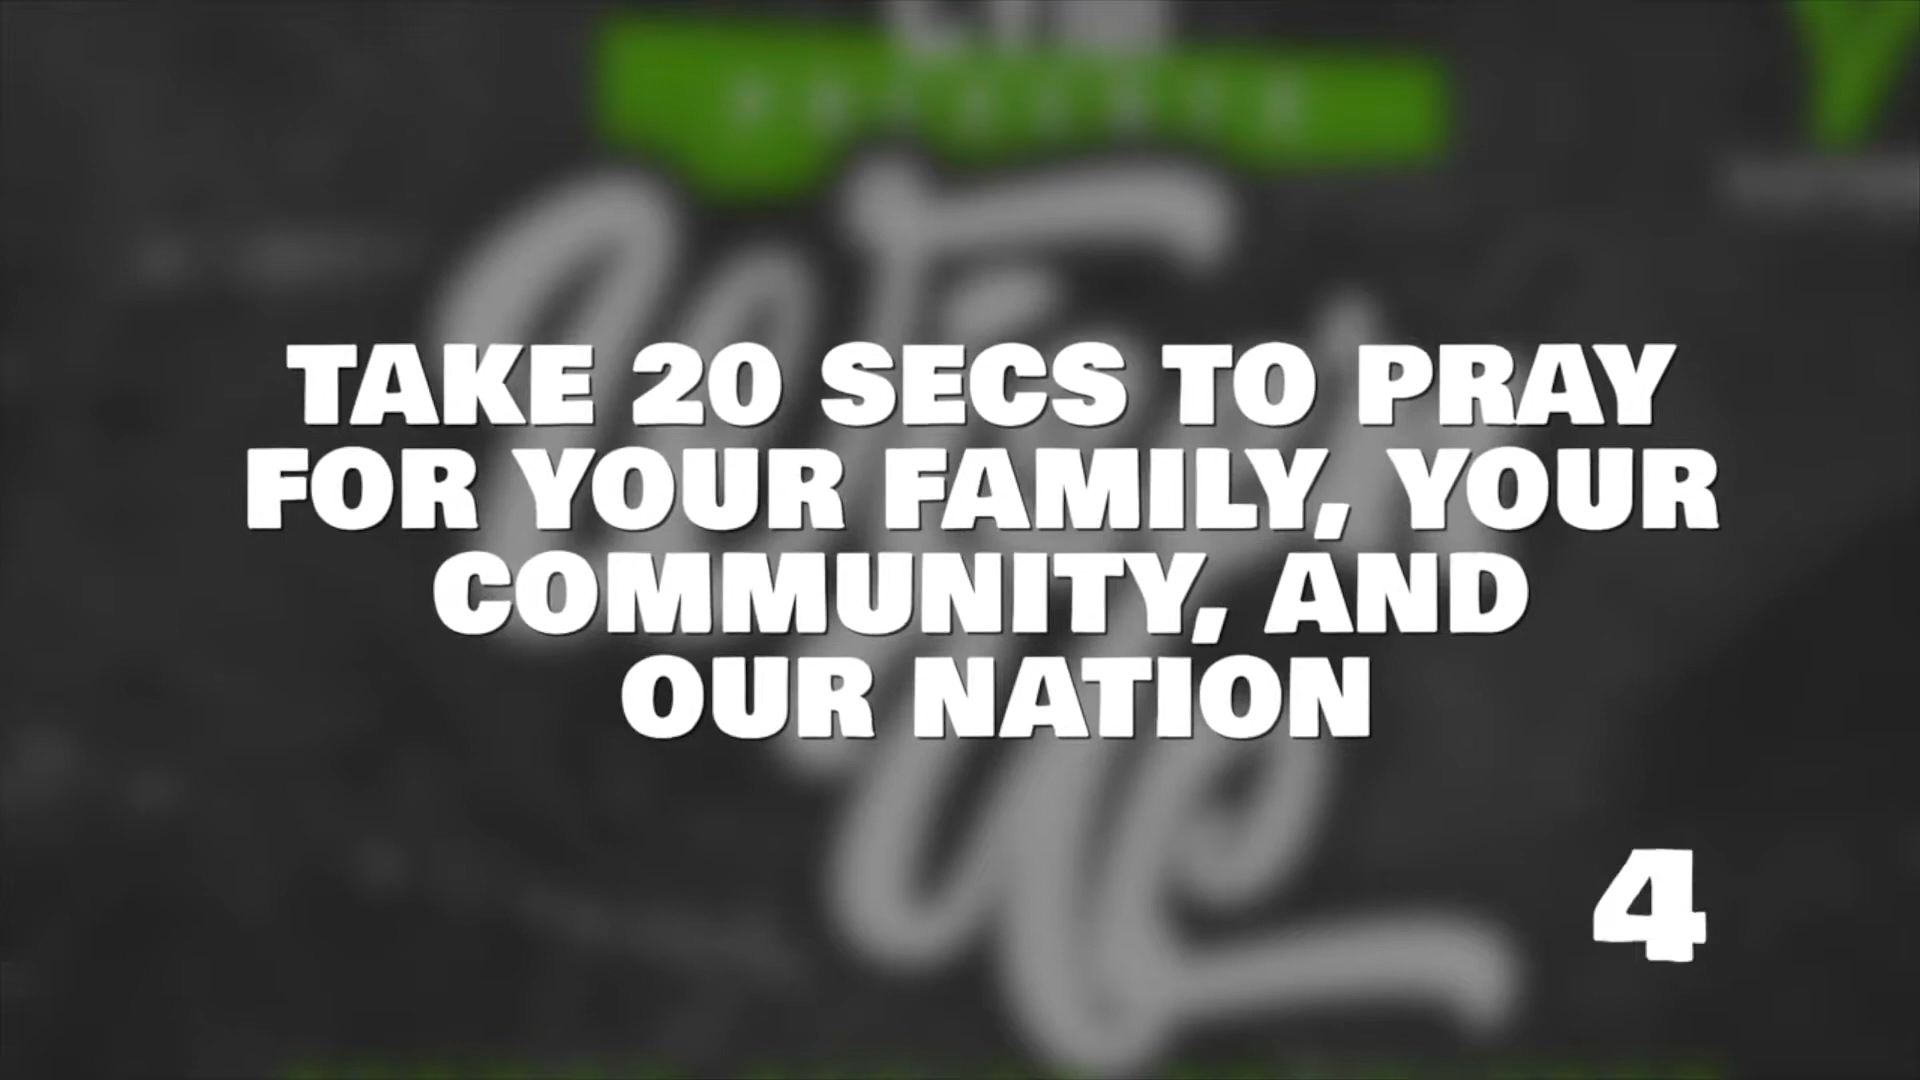 TAKE 20 SECS TO PRAY
FOR YOUR FAMILY, YOUR
COMMUNITY, AND
OUR NATION
4